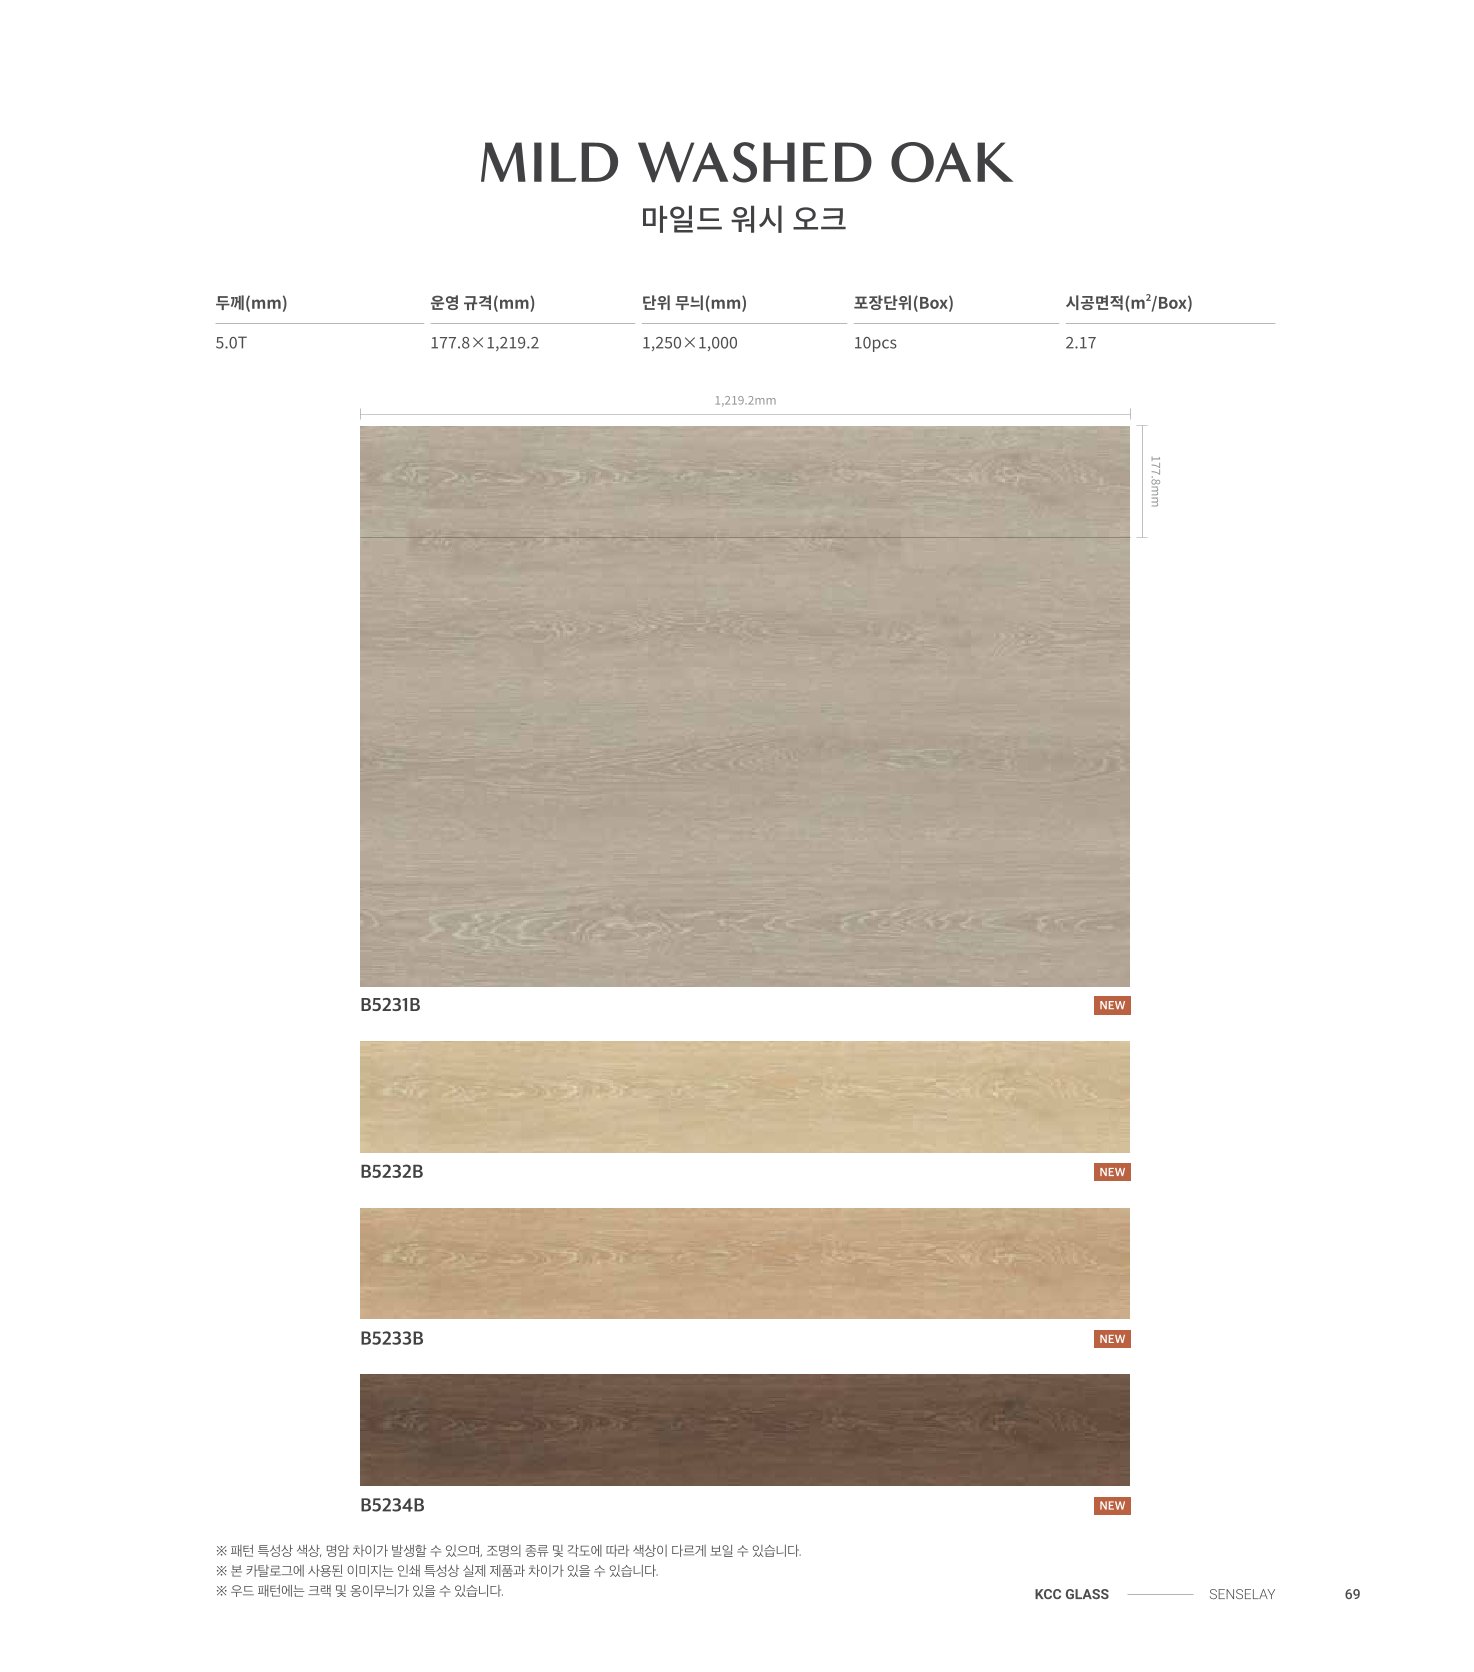 MILD WASHED OAK
마일드 워시 오크
두께(mm) 운영 규격(mm) 단위 무늬(mm) 포장단위(Box) 시공면적(m²/Box)
5.0T 177.8×1,219.2 1,250×1,000 10pcs 2.17
1,219.2mm
177.8mm
B5231B NEW
B5232B NEW
B5233B NEW
B5234B NEW
※ 패턴 특성상 색상, 명암 차이가 발생할 수 있으며, 조명의 종류 및 각도에 따라 색상이 다르게 보일 수 있습니다.
※ 본 카탈로그에 사용된 이미지는 인쇄 특성상 실제 제품과 차이가 있을 수 있습니다.
※ 우드 패턴에는 크랙 및 옹이무늬가 있을 수 있습니다.
KCC GLASS SENSELAY 69